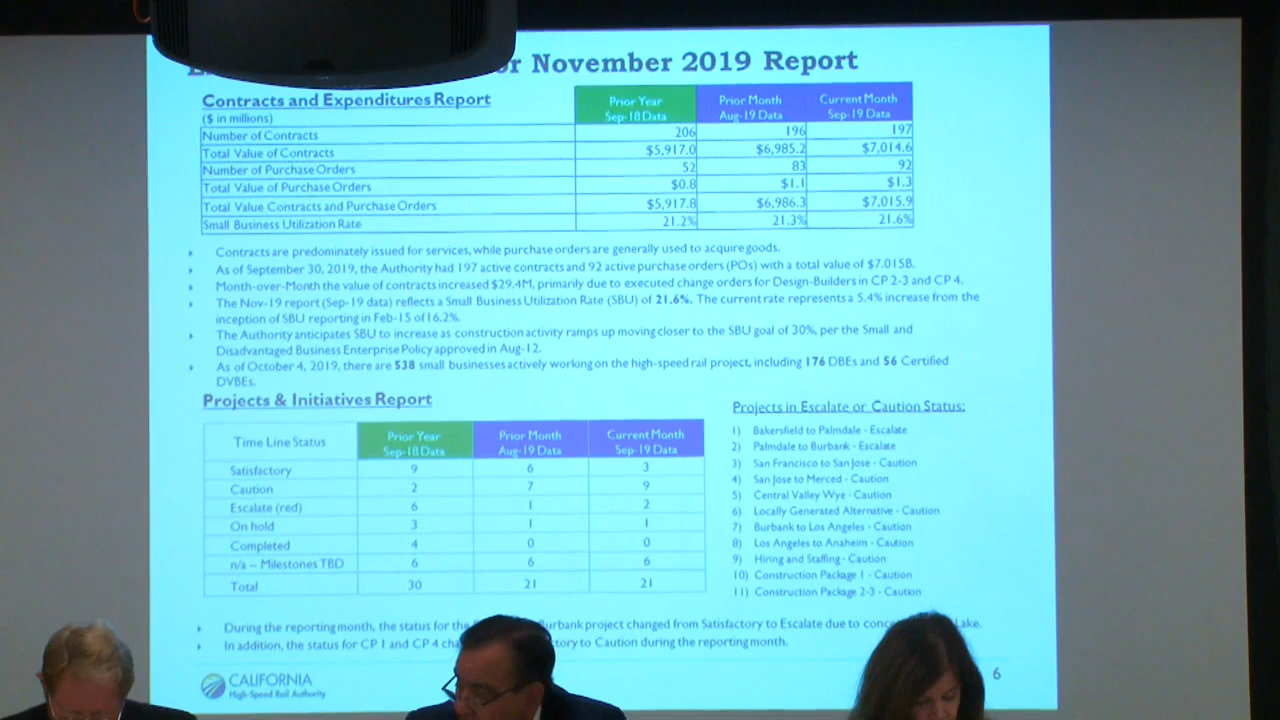 or November 2019 Report
Contracts and Expenditures Report
($ in millions)
Prior Year Sep-18 Data
Prior Month Aug-19 Data
Current Month Sep-19 Data
Number of Contracts 206 196 197
Total Value of Contracts $5,917.0 $6,985.2 $7,014.6
Number of Purchase Orders 52 83 92
Total Value of Purchase Orders $0.8 $1.1 $1.3
Total Value Contracts and Purchase Orders $5,917.8 $6,986.3 $7,015.9
Small Business Utilization Rate 21.2% 21.3% 21.6%
Contracts are predominately issued for services, while purchase orders are generally used to acquire goods.
As of September 30, 2019, the Authority had 197 active contracts and 92 active purchase orders (POs) with a total value of $7.015B.
Month-over-Month the value of contracts increased $29.4M, primarily due to executed change orders for Design-Builders in CP 2-3 and CP 4.
The Nov-19 report (Sep-19 data) reflects a Small Business Utilization Rate (SBU) of 21.6%. The current rate represents a 5.4% increase from the
inception of SBU reporting in Feb-15 of 16.2%.
The Authority anticipates SBU to increase as construction activity ramps up moving closer to the SBU goal of 30%, per the Small and
Disadvantaged Business Enterprise Policy approved in Aug-12.
As of October 4, 2019, there are 538 small businesses actively working on the high-speed rail project, including 176 DBEs and 56 Certified
DVBEs.
Projects & Initiatives Report
Time Line Status
Prior Year Sep-18 Data
Prior Month Aug-19 Data
Current Month Sep-19 Data
Satisfactory 9 6 3
Caution 2 7 9
Escalate (red) 6 1 2
On hold 3 1 1
Completed 4 0 0
n/a – Milestones TBD 6 6 6
Total 30 21 21
Projects in Escalate or Caution Status:
1) Bakersfield to Palmdale - Escalate
2) Palmdale to Burbank - Escalate
3) San Francisco to San Jose - Caution
4) San Jose to Merced - Caution
5) Central Valley Wye - Caution
6) Locally Generated Alternative - Caution
7) Burbank to Los Angeles - Caution
8) Los Angeles to Anaheim - Caution
9) Hiring and Staffing - Caution
10) Construction Package 1 - Caution
11) Construction Package 2-3 - Caution
During the reporting month, the status for the urbank project changed from Satisfactory to Escalate due to conce Lake.
In addition, the status for CP 1 and CP 4 cha tory to Caution during the reporting month.
CALIFORNIA
High-Speed Rail Authority
6